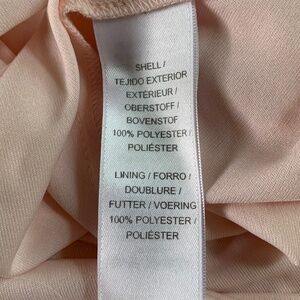 SHELL /
TEJIDO EXTERIOR
EXTÉRIEUR /
OBERSTOFF /
BOVENSTOF
100% POLYESTER /
POLIÉSTER
LINING / FORRO /
DOUBLURE /
FUTTER / VOERING
100% POLYESTER /
POLIÉSTER